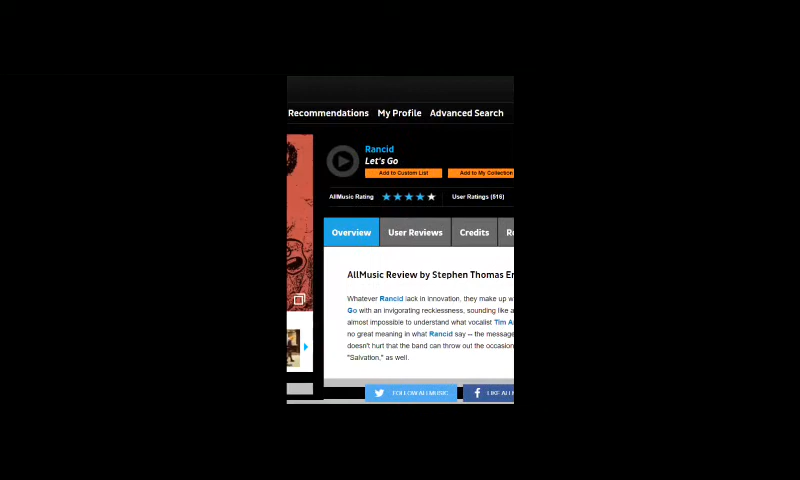 Recommendations My Profile Advanced Search
Rancid
Let's Go
Add to Custom List Add to My Collection
AllMusic Rating User Ratings (516)
Overview User Reviews Credits
AllMusic Review by Stephen Thomas
Whatever Rancid lack in innovation, they make up
Go with an invigorating recklessness, sounding like a
almost impossible to understand what vocalist Tim
no great meaning in what Rancid say -- the message
doesn't hurt that the band can throw out the occasion
"Salvation," as well.
FOLLOW ALLMUSIC LIKE